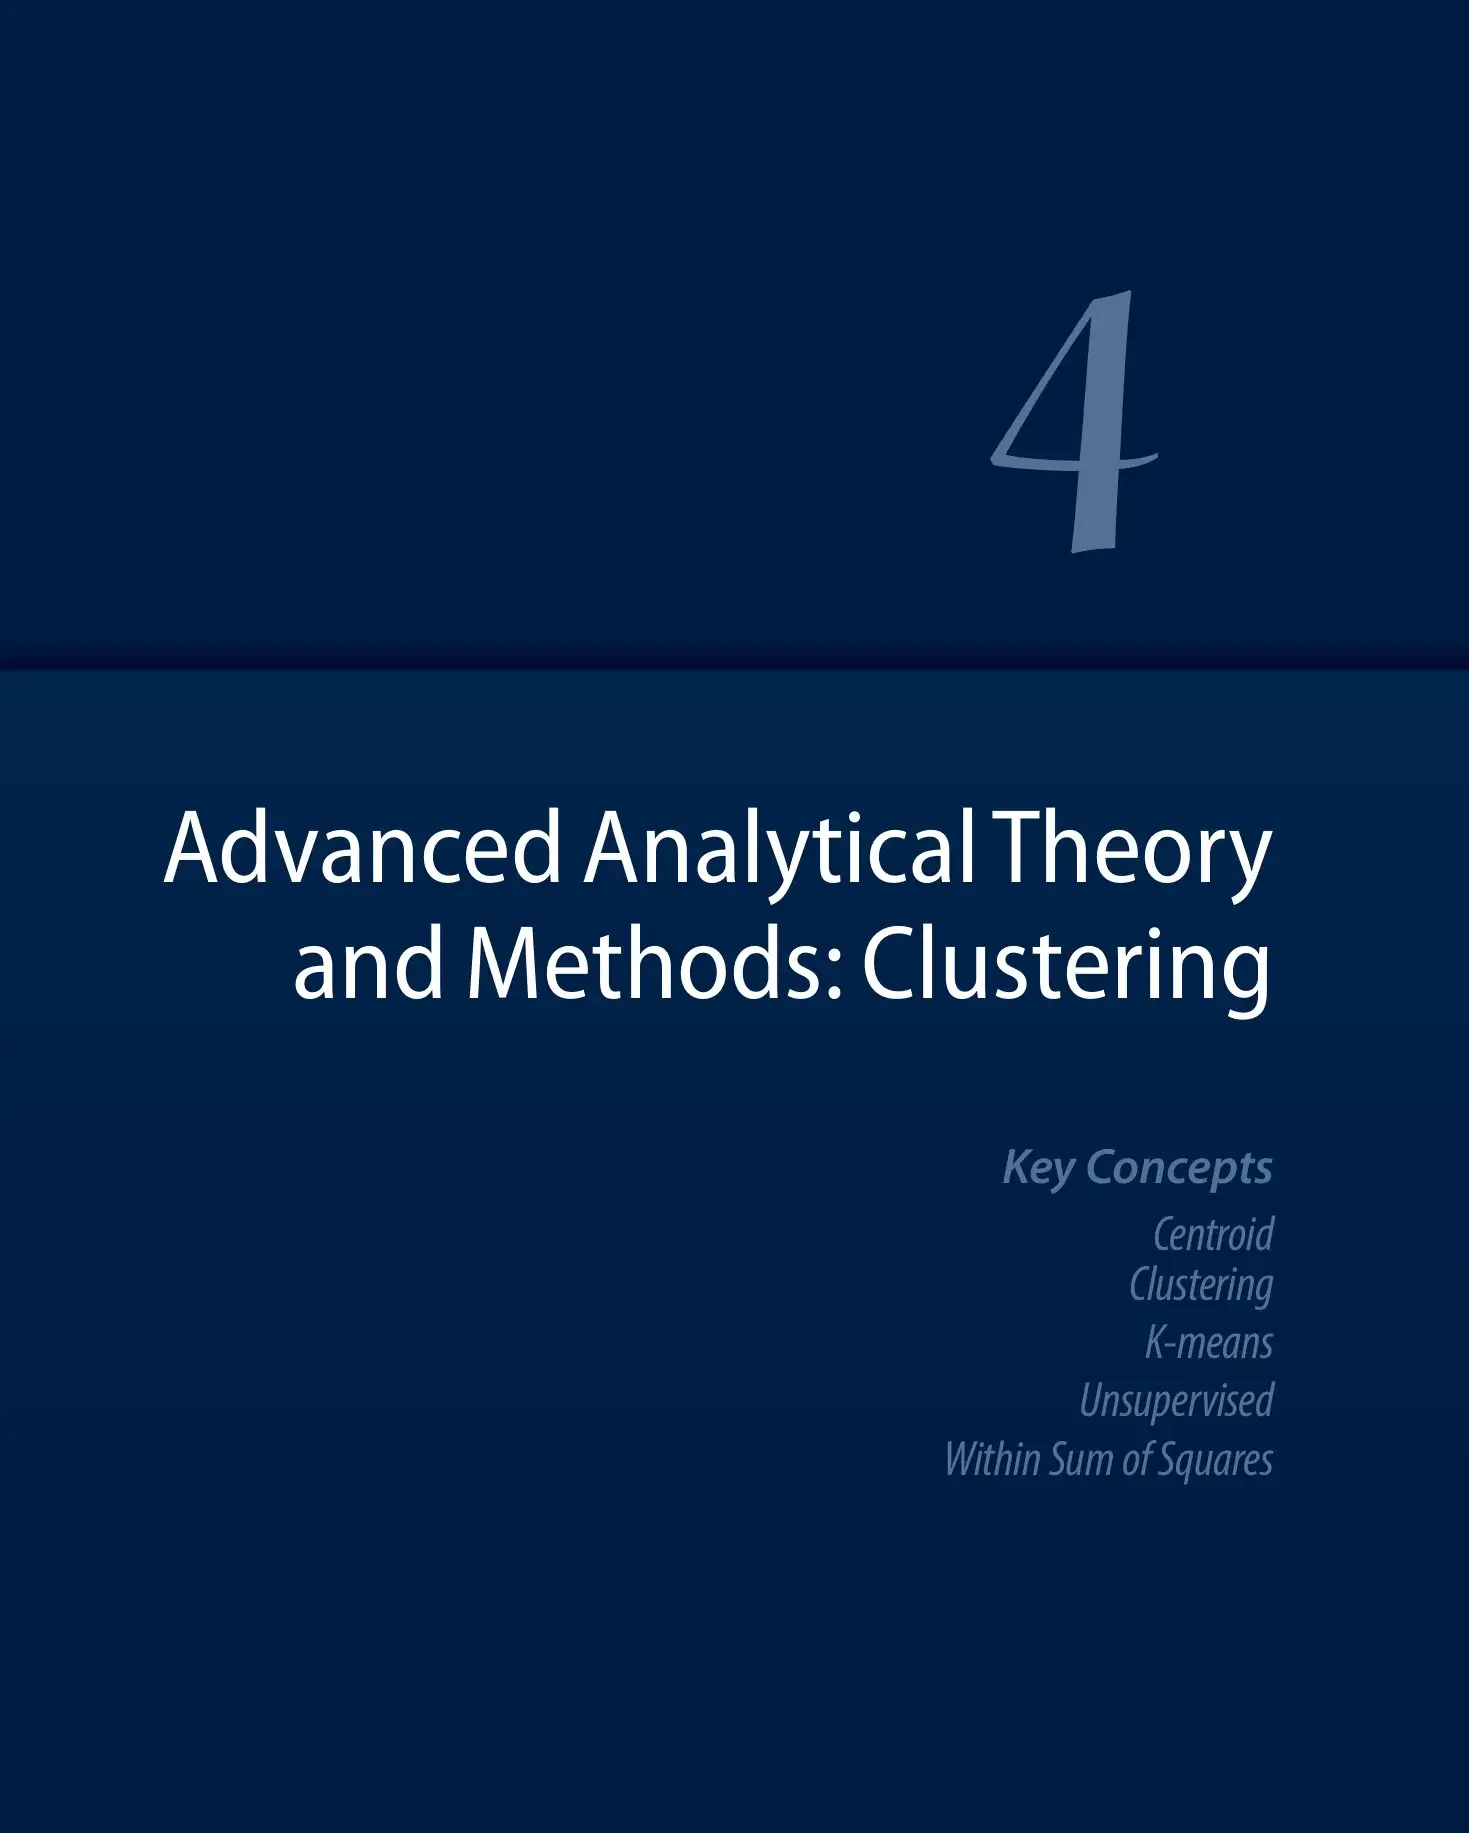 4
Advanced Analytical Theory
and Methods: Clustering
Key Concepts
Centroid
Clustering
K-means
Unsupervised
Within Sum of Squares